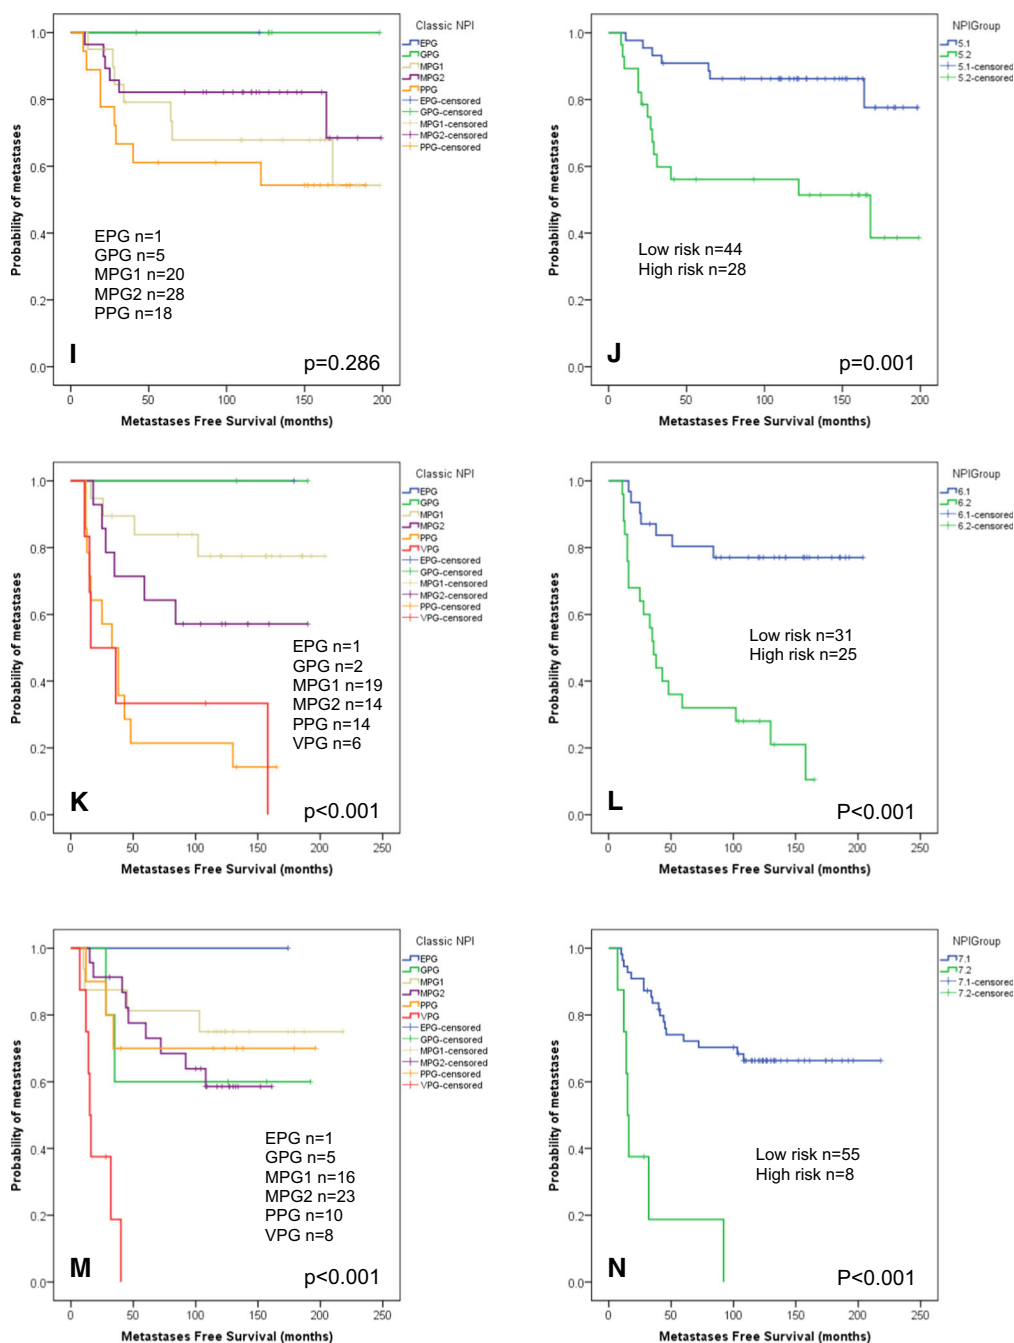 Classic NPI
EPG
GPG
MPG1
MPG2
PPG
EPG-censored
GPG-censored
MPG1-censored
MPG2-censored
PPG-censored
Probability of metastases
1.0
0.8
0.6
0.4
0.2
0.0
EPG n=1
GPG n=5
MPG1 n=20
MPG2 n=28
PPG n=18
I
p=0.286
0 50 100 150 200
Metastases Free Survival (months)
NPIGroup
5.1
5.2
5.1-censored
5.2-censored
Probability of metastases
1.0
0.8
0.6
0.4
0.2
0.0
Low risk n=44
High risk n=28
J
p=0.001
0 50 100 150 200
Metastases Free Survival (months)
Classic NPI
EPG
GPG
MPG1
MPG2
PPG
VPG
EPG-censored
GPG-censored
MPG1-censored
MPG2-censored
PPG-censored
VPG-censored
Probability of metastases
1.0
0.8
0.6
0.4
0.2
0.0
EPG n=1
GPG n=2
MPG1 n=19
MPG2 n=14
PPG n=14
VPG n=6
K
p<0.001
0 50 100 150 200 250
Metastases Free Survival (months)
NPIGroup
6.1
6.2
6.1-censored
6.2-censored
Probability of metastases
1.0
0.8
0.6
0.4
0.2
0.0
Low risk n=31
High risk n=25
L
P<0.001
0 50 100 150 200 250
Metastases Free Survival (months)
Classic NPI
EPG
GPG
MPG1
MPG2
PPG
VPG
EPG-censored
GPG-censored
MPG1-censored
MPG2-censored
PPG-censored
VPG-censored
Probability of metastases
1.0
0.8
0.6
0.4
0.2
0.0
EPG n=1
GPG n=5
MPG1 n=16
MPG2 n=23
PPG n=10
VPG n=8
M
p<0.001
0 50 100 150 200 250
Metastases Free Survival (months)
NPIGroup
7.1
7.2
7.1-censored
7.2-censored
Probability of metastases
1.0
0.8
0.6
0.4
0.2
0.0
Low risk n=55
High risk n=8
N
P<0.001
0 50 100 150 200 250
Metastases Free Survival (months)